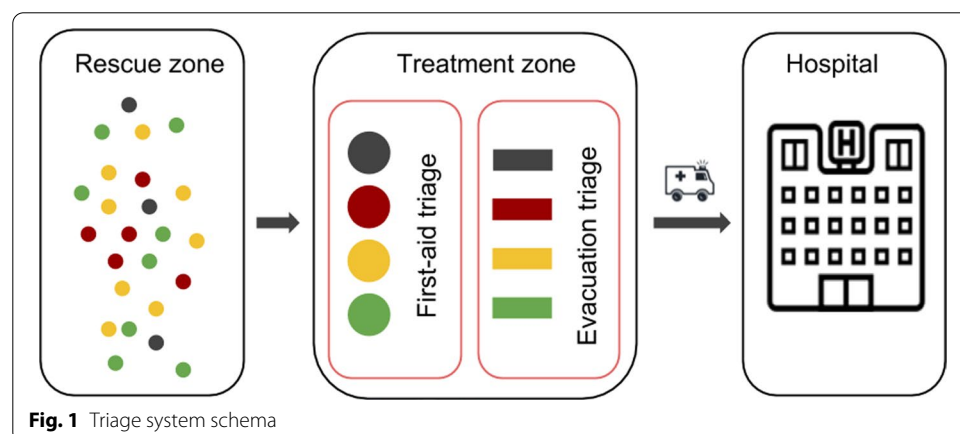 Rescue zone
Treatment zone
First-aid triage
Evacuation triage
Hospital
H
Fig. 1 Triage system schema